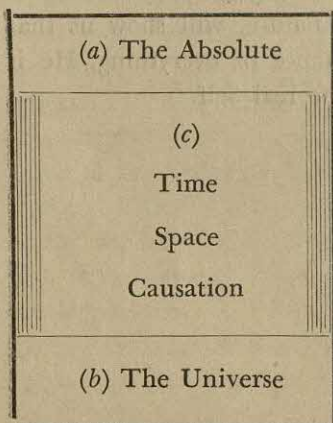 (a) The Absolute
(c)
Time
Space
Causation
(b) The Universe